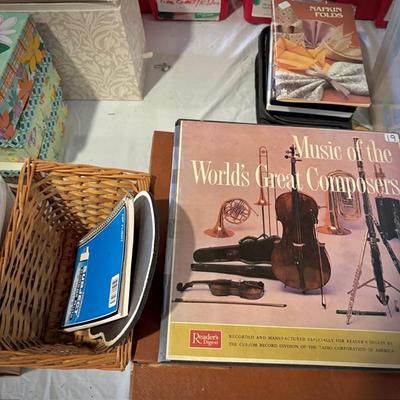 NAPKIN
FOLDS
Music of the
World's Great Composers
19
Reader's
Digest
RECORDED AND MANUFACTURED ESPECIALLY FOR READER'S DIGEST BY
THE CUSTOM RECORD DIVISION OF THE RADIO CORPORATION OF AMERICA